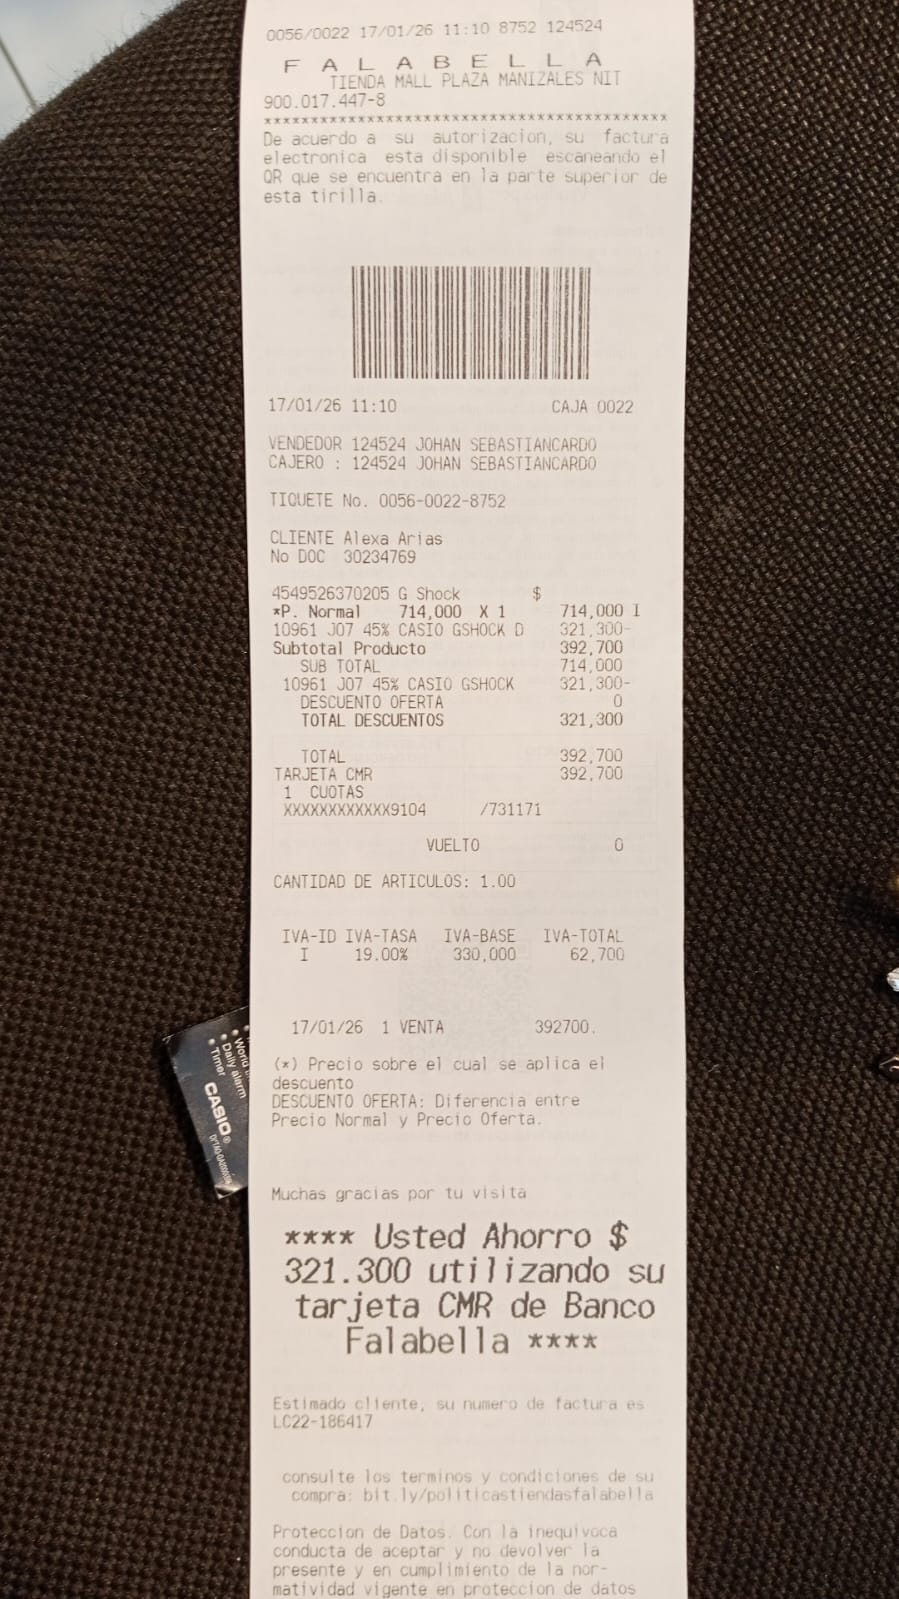 0056/0022 17/01/26 11:10 8752 124524
F A L A B E L L A
TIENDA MALL PLAZA MANIZALES NIT
900.017.447-8
********************************************
De acuerdo a su autorizacion, su factura
electronica esta disponible escaneando el
QR que se encuentra en la parte superior de
esta tirilla.
17/01/26 11:10 CAJA 0022
VENDEDOR 124524 JOHAN SEBASTIANCARDO
CAJERO : 124524 JOHAN SEBASTIANCARDO
TIQUETE No. 0056-0022-8752
CLIENTE Alexa Arias
No DOC 30234769
4549526370205 G Shock $
*P. Normal 714,000 X 1 714,000 I
10961 J07 45% CASIO GSHOCK D 321,300-
Subtotal Producto 392,700
SUB TOTAL 714,000
10961 J07 45% CASIO GSHOCK 321,300-
DESCUENTO OFERTA 0
TOTAL DESCUENTOS 321,300
TOTAL 392,700
TARJETA CMR 392,700
1 CUOTAS
XXXXXXXXXXXX9104 /731171
VUELTO 0
CANTIDAD DE ARTICULOS: 1.00
IVA-ID IVA-TASA IVA-BASE IVA-TOTAL
I 19.00% 330,000 62,700
17/01/26 1 VENTA 392700.
(*) Precio sobre el cual se aplica el
descuento
DESCUENTO OFERTA: Diferencia entre
Precio Normal y Precio Oferta.
Muchas gracias por tu visita
**** Usted Ahorro $
321.300 utilizando su
tarjeta CMR de Banco
Falabella ****
Estimado cliente, su numero de factura es
LC22-186417
consulte los terminos y condiciones de su
compra: bit.ly/politicastiendasfalabella
Proteccion de Datos. Con la inequivoca
conducta de aceptar y no devolver la
presente y en cumplimiento de la nor-
matividad vigente en proteccion de datos
• Daily alarm
• Timer
CASIO®